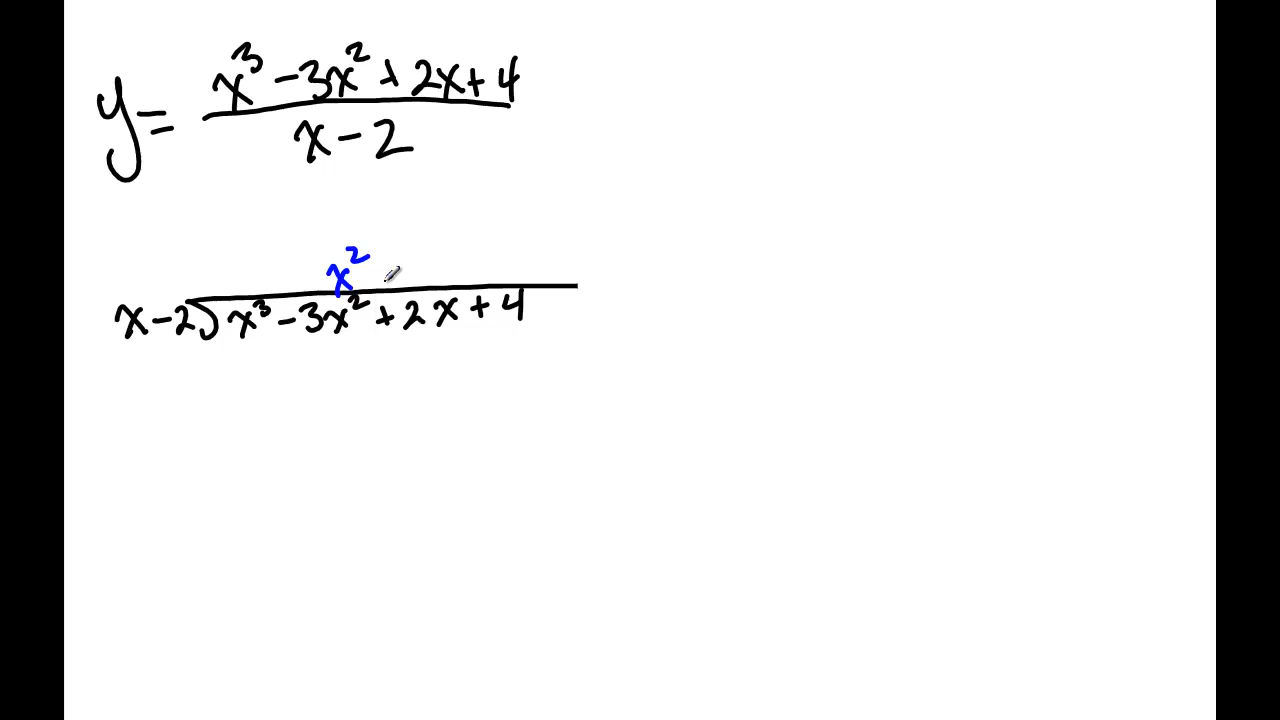 y = x³ - 3x² + 2x + 4
x - 2
x²
x - 2) x³ - 3x² + 2x + 4